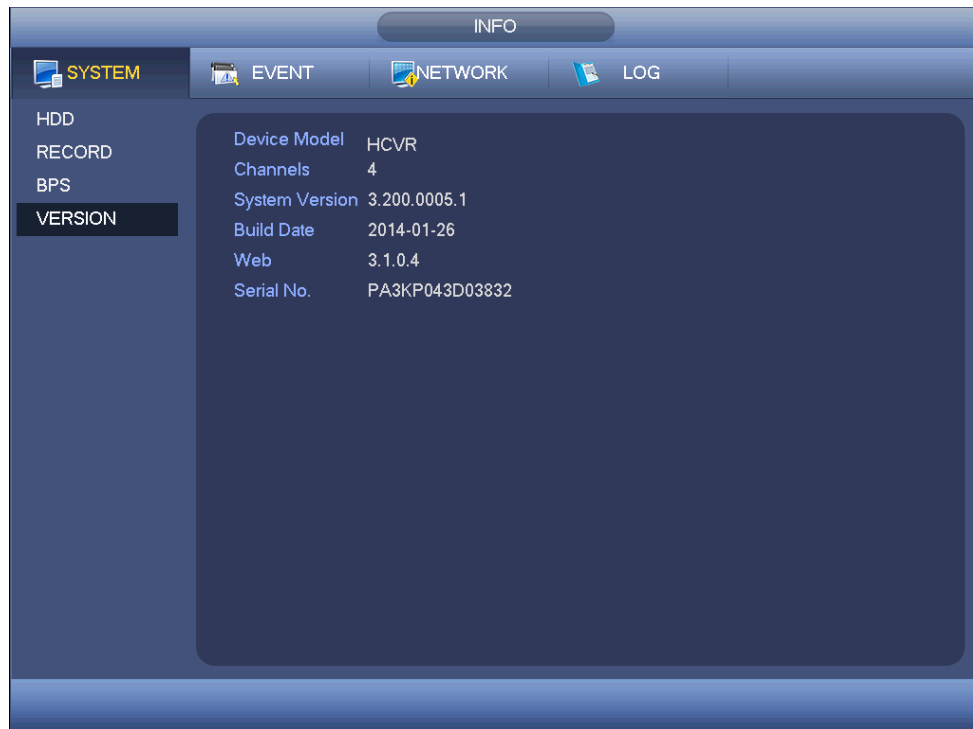 INFO
SYSTEM EVENT NETWORK LOG
HDD
RECORD
BPS
VERSION
Device Model HCVR
Channels 4
System Version 3.200.0005.1
Build Date 2014-01-26
Web 3.1.0.4
Serial No. PA3KP043D03832